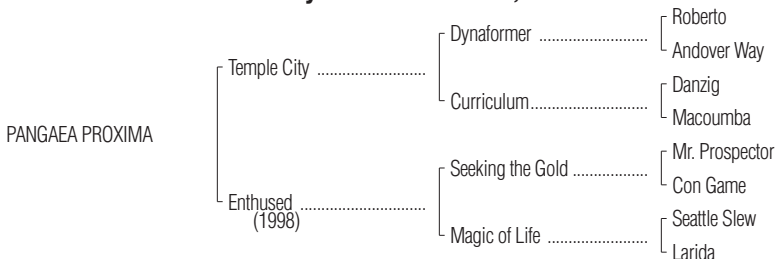 Roberto
Dynaformer
Andover Way
Temple City
Danzig
Curriculum
Macoumba
PANGAEA PROXIMA
Mr. Prospector
Seeking the Gold
Con Game
Enthused
(1998)
Seattle Slew
Magic of Life
Larida